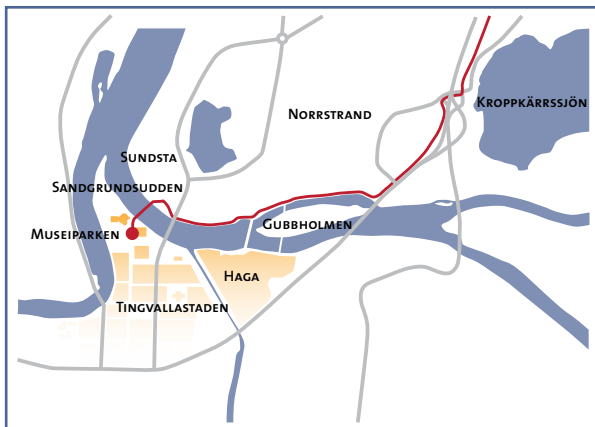 Kroppkärrssjön
Norrstrand
Sundsta
Sandgrundsudden
Gubbholmen
Museiparken
Haga
Tingvallastaden